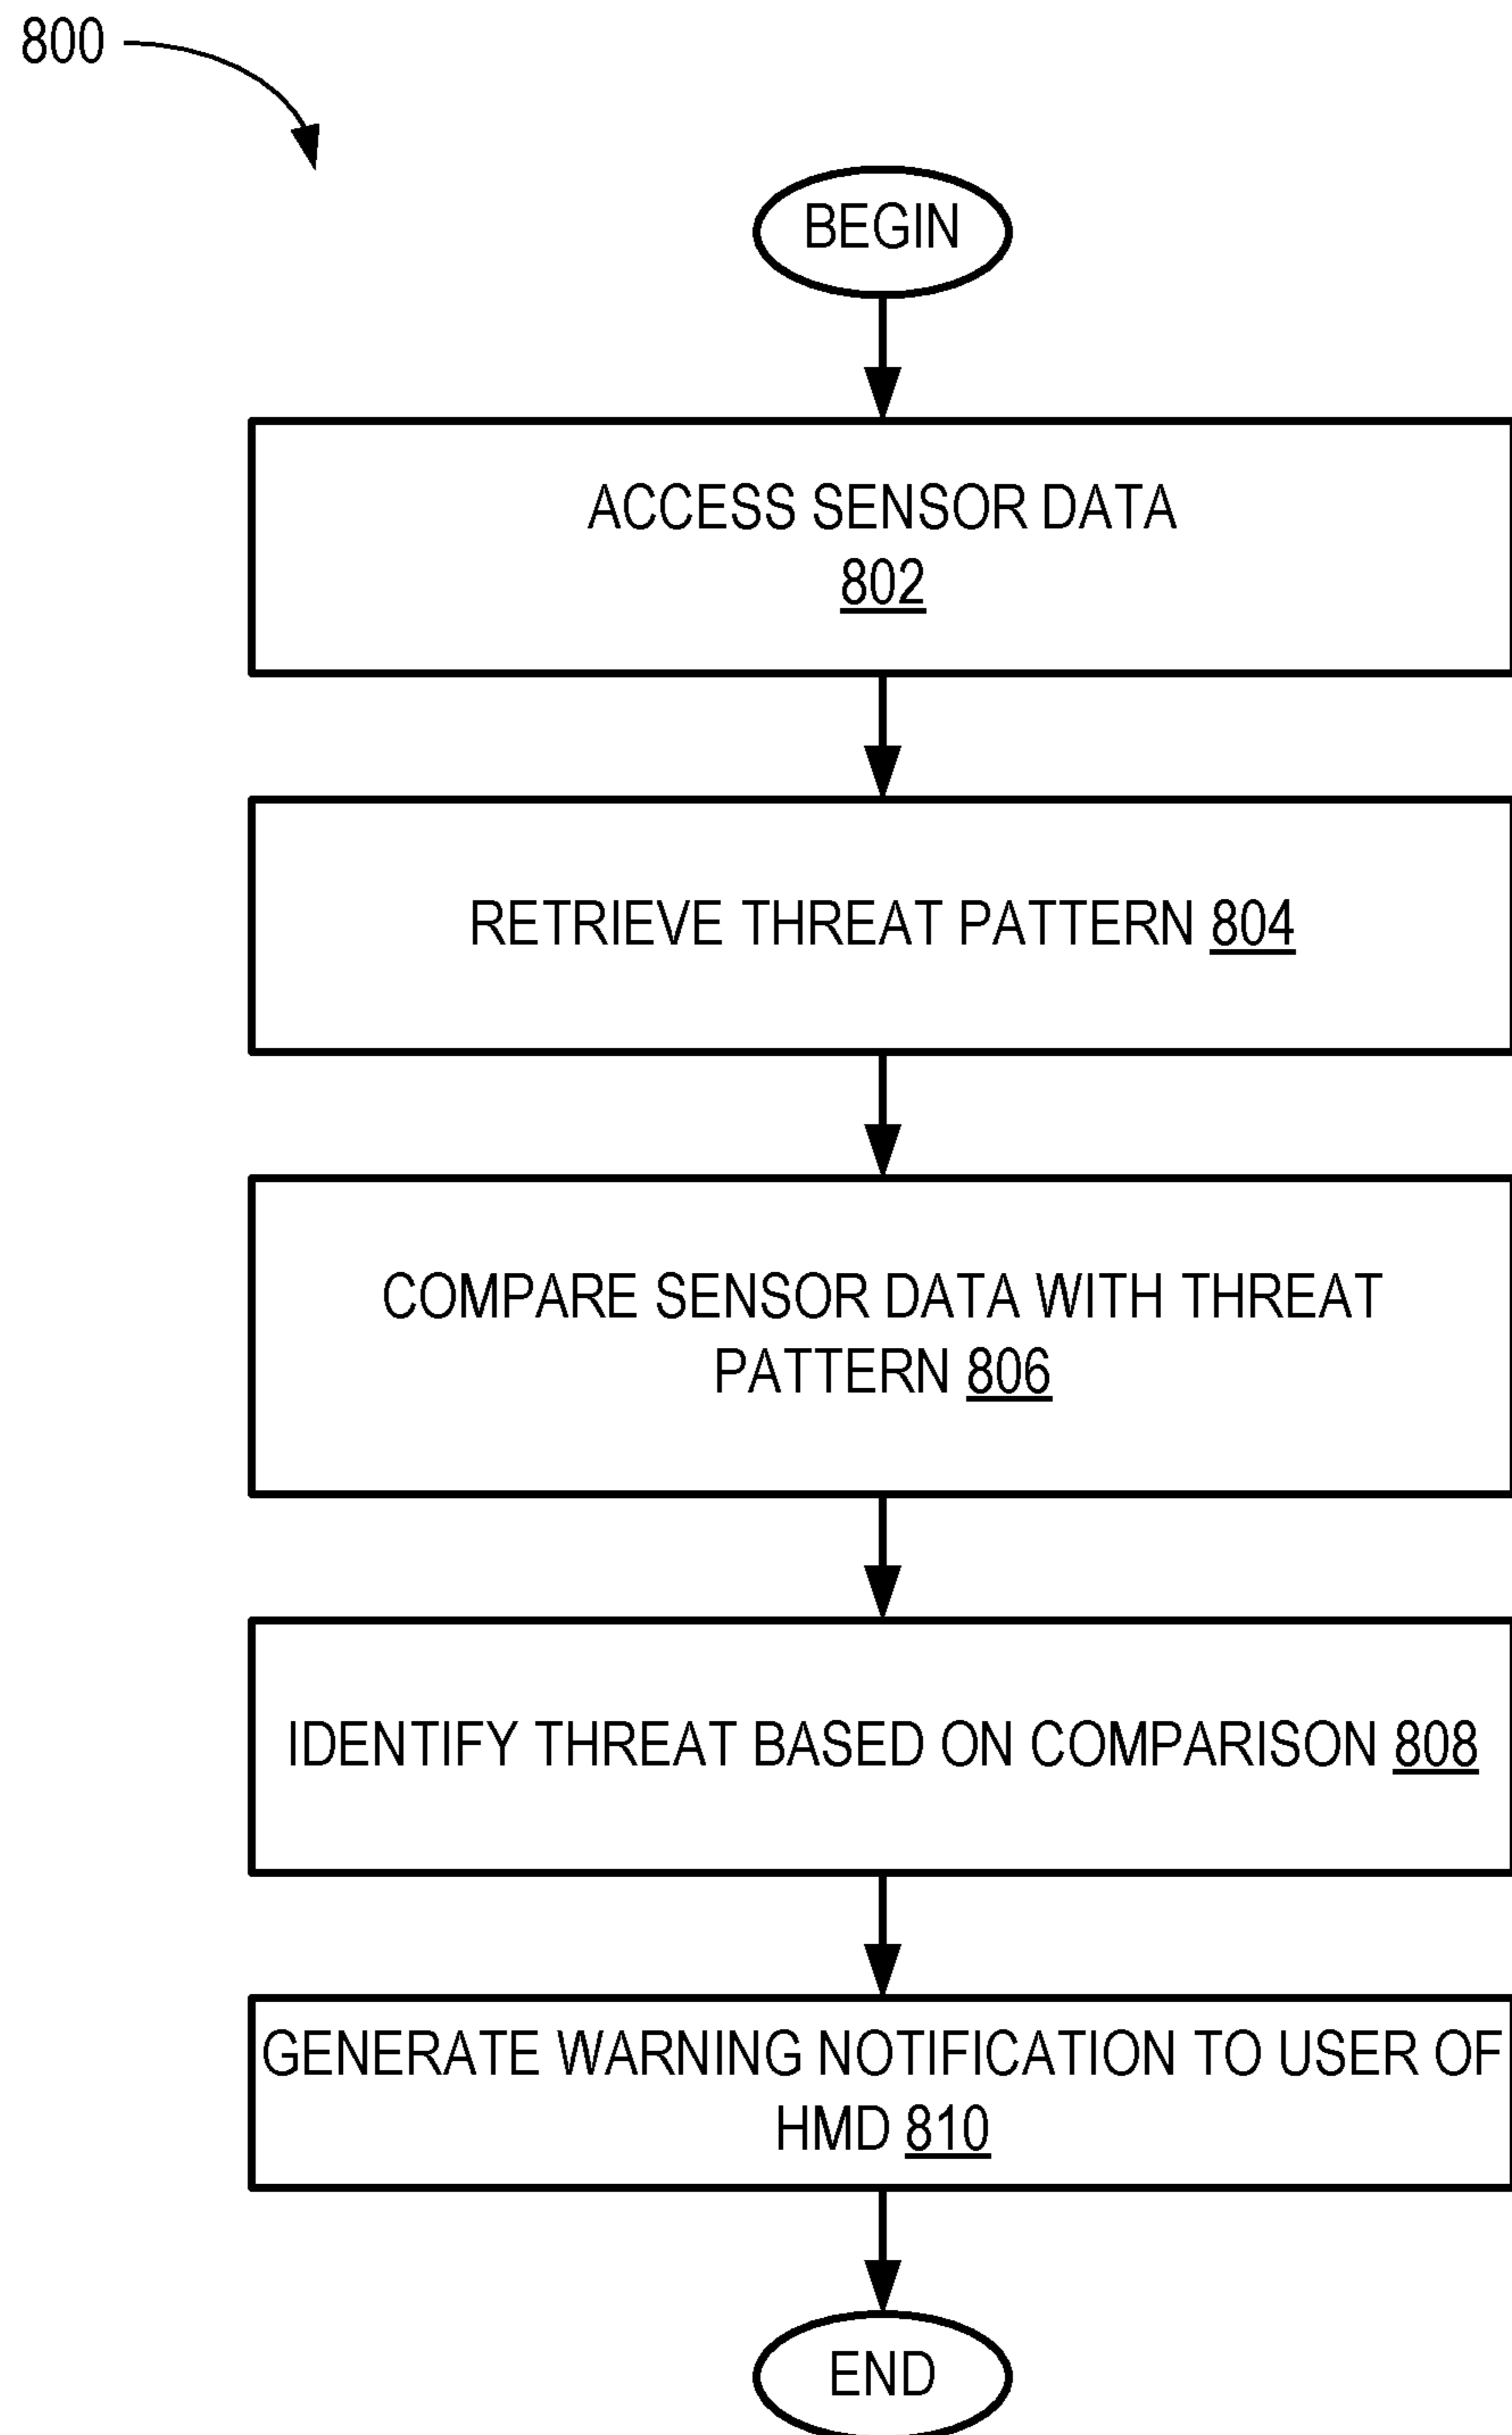 800
BEGIN
ACCESS SENSOR DATA
802
RETRIEVE THREAT PATTERN 804
COMPARE SENSOR DATA WITH THREAT
PATTERN 806
IDENTIFY THREAT BASED ON COMPARISON 808
GENERATE WARNING NOTIFICATION TO USER OF
HMD 810
END